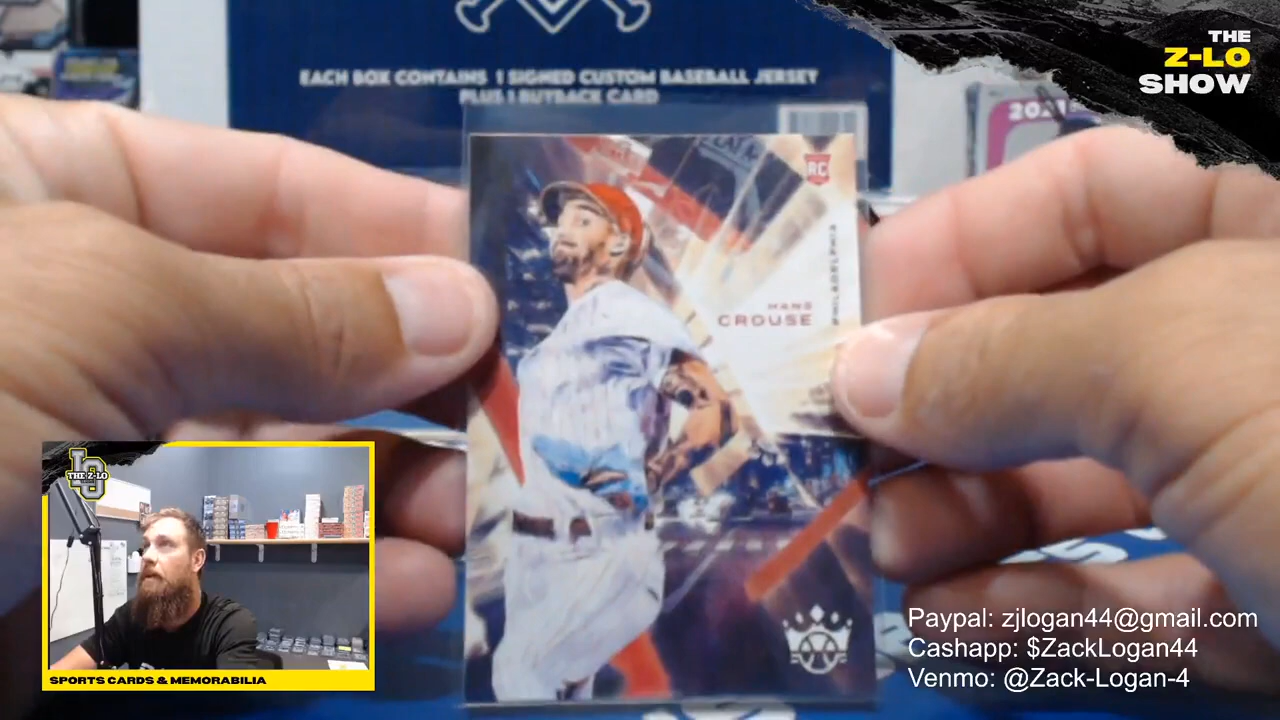 THE
Z-LO
SHOW
EACH BOX CONTAINS 1 SIGNED CUSTOM BASEBALL JERSEY
PLUS 1 BUYBACK CARD
2021
RC
PHILADELPHIA
HANS
CROUSE
THE Z-LO
SPORTS CARDS & MEMORABILIA
Paypal: zjlogan44@gmail.com
Cashapp: $ZackLogan44
Venmo: @Zack-Logan-4